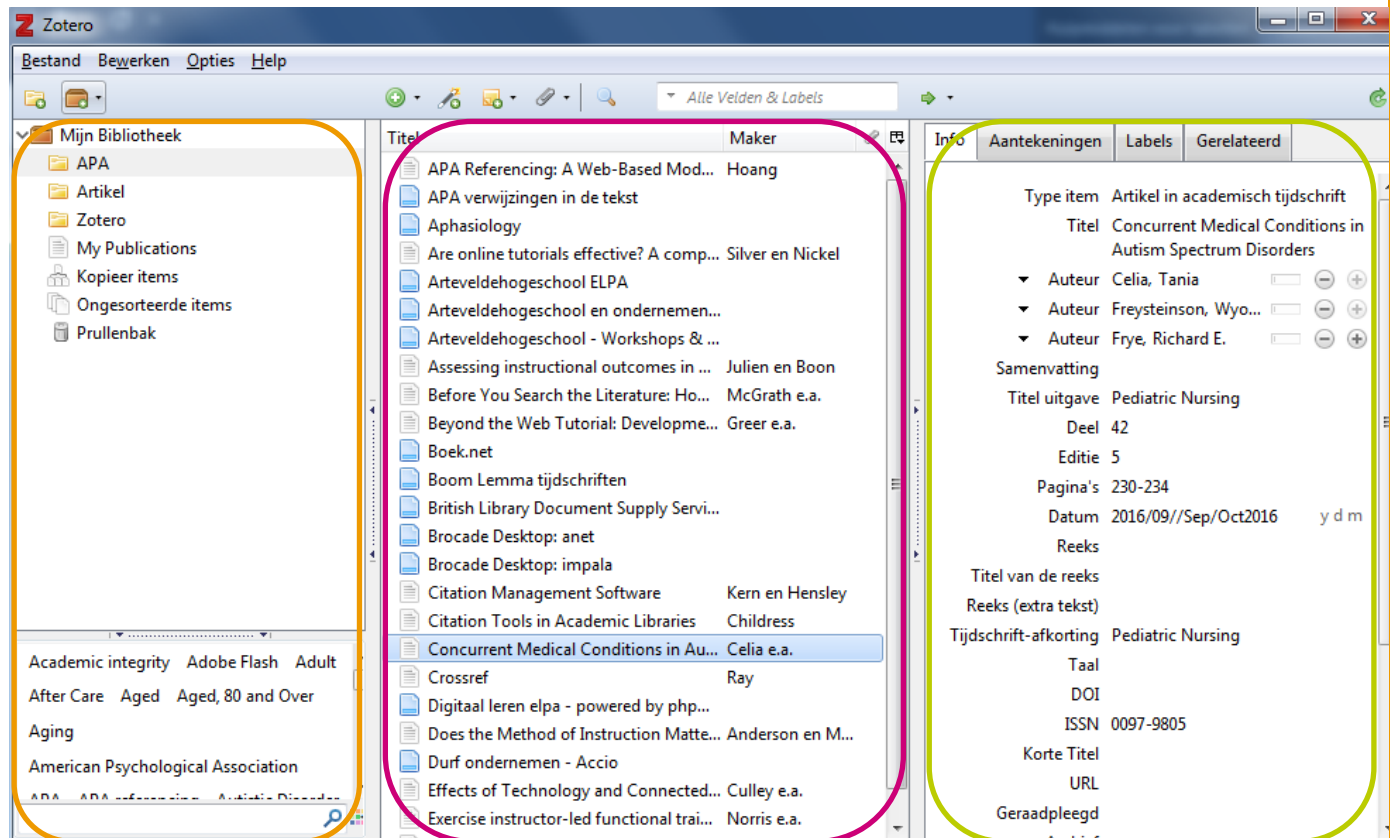 Zotero
Bestand Bewerken Opties Help
Alle Velden & Labels
Mijn Bibliotheek
APA
Artikel
Zotero
My Publications
Kopieer items
Ongesorteerde items
Prullenbak
Academic integrity Adobe Flash Adult
After Care Aged Aged, 80 and Over
Aging
American Psychological Association
APA APA referencing Autistic Disorder
Titel Maker
APA Referencing: A Web-Based Mod... Hoang
APA verwijzingen in de tekst
Aphasiology
Are online tutorials effective? A comp... Silver en Nickel
Arteveldehogeschool ELPA
Arteveldehogeschool en ondernemen...
Arteveldehogeschool - Workshops & ...
Assessing instructional outcomes in ... Julien en Boon
Before You Search the Literature: Ho... McGrath e.a.
Beyond the Web Tutorial: Developme... Greer e.a.
Boek.net
Boom Lemma tijdschriften
British Library Document Supply Servi...
Brocade Desktop: anet
Brocade Desktop: impala
Citation Management Software Kern en Hensley
Citation Tools in Academic Libraries Childress
Concurrent Medical Conditions in Au... Celia e.a.
Crossref Ray
Digitaal leren elpa - powered by php...
Does the Method of Instruction Matte... Anderson en M...
Durf ondernemen - Accio
Effects of Technology and Connected... Culley e.a.
Exercise instructor-led functional trai... Norris e.a.
Info Aantekeningen Labels Gerelateerd
Type item Artikel in academisch tijdschrift
Titel Concurrent Medical Conditions in
Autism Spectrum Disorders
Auteur Celia, Tania
Auteur Freysteinson, Wyo...
Auteur Frye, Richard E.
Samenvatting
Titel uitgave Pediatric Nursing
Deel 42
Editie 5
Pagina's 230-234
Datum 2016/09//Sep/Oct2016 y d m
Reeks
Titel van de reeks
Reeks (extra tekst)
Tijdschrift-afkorting Pediatric Nursing
Taal
DOI
ISSN 0097-9805
Korte Titel
URL
Geraadpleegd